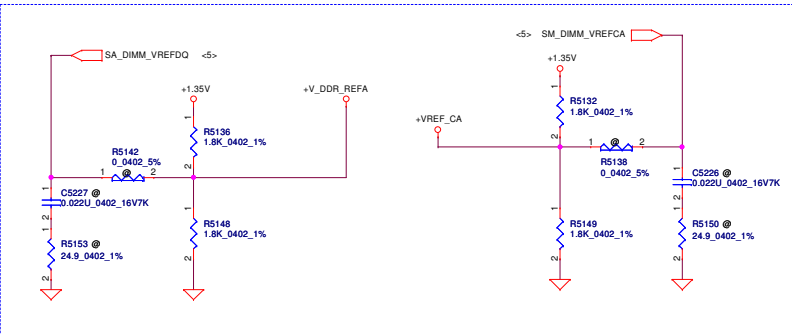 <5> SM_DIMM_VREFCA
SA_DIMM_VREFDQ <5>
+1.35V
+1.35V
+V_DDR_REFA
1
R5136
1.8K_0402_1%
2
R5142
0_0402_5%
1 @ 2
1
C5227 @
0.022U_0402_16V7K
2
1
R5153 @
24.9_0402_1%
2
1
R5148
1.8K_0402_1%
2
+VREF_CA
1
R5132
1.8K_0402_1%
2
1 @ 2
R5138
0_0402_5%
1
C5226 @
0.022U_0402_16V7K
2
1
R5149
1.8K_0402_1%
2
1
R5150 @
24.9_0402_1%
2